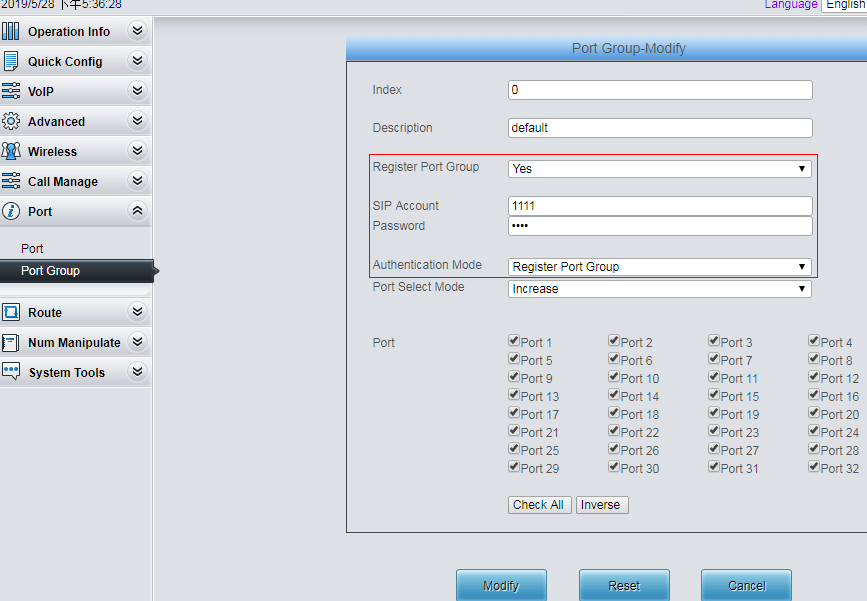 2019/5/28 下午5:36:28
Language English
Operation Info
Quick Config
VoIP
Advanced
Wireless
Call Manage
Port
Port
Port Group
Route
Num Manipulate
System Tools
Port Group-Modify
Index 0
Description default
Register Port Group Yes
SIP Account 1111
Password ••••
Authentication Mode Register Port Group
Port Select Mode Increase
Port
Port 1 Port 2 Port 3 Port 4
Port 5 Port 6 Port 7 Port 8
Port 9 Port 10 Port 11 Port 12
Port 13 Port 14 Port 15 Port 16
Port 17 Port 18 Port 19 Port 20
Port 21 Port 22 Port 23 Port 24
Port 25 Port 26 Port 27 Port 28
Port 29 Port 30 Port 31 Port 32
Check All Inverse
Modify Reset Cancel